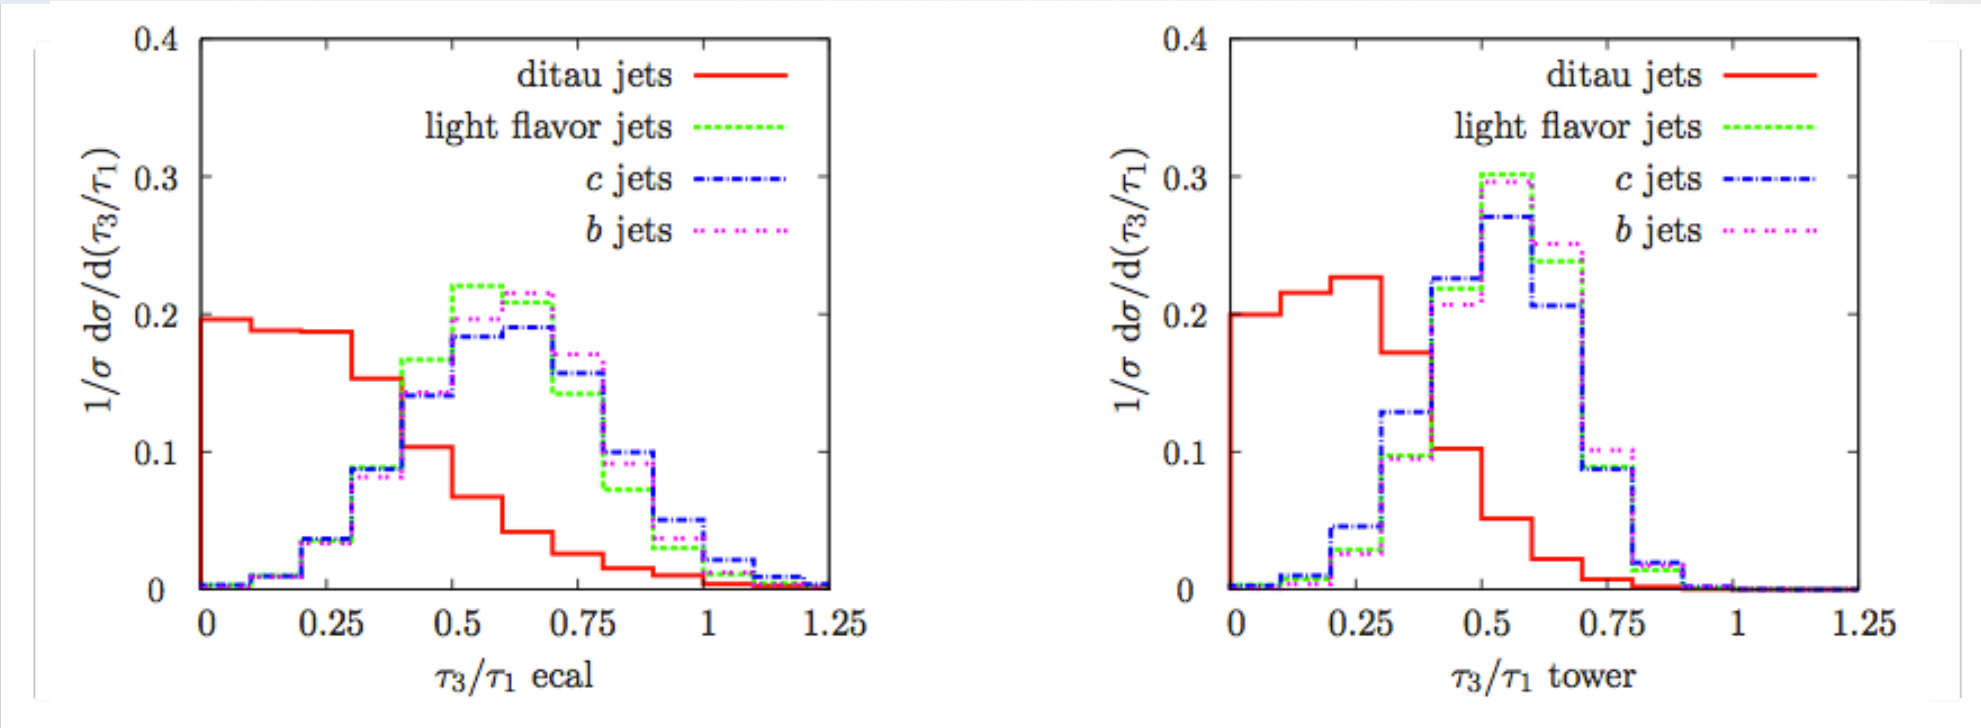 0.4
ditau jets
light flavor jets
0.3
c jets
b jets
0.2
0.1
0
1/σ dσ/d(τ₃/τ₁)
0 0.25 0.5 0.75 1 1.25
τ₃/τ₁ ecal
0.4
ditau jets
light flavor jets
0.3
c jets
b jets
0.2
0.1
0
1/σ dσ/d(τ₃/τ₁)
0 0.25 0.5 0.75 1 1.25
τ₃/τ₁ tower